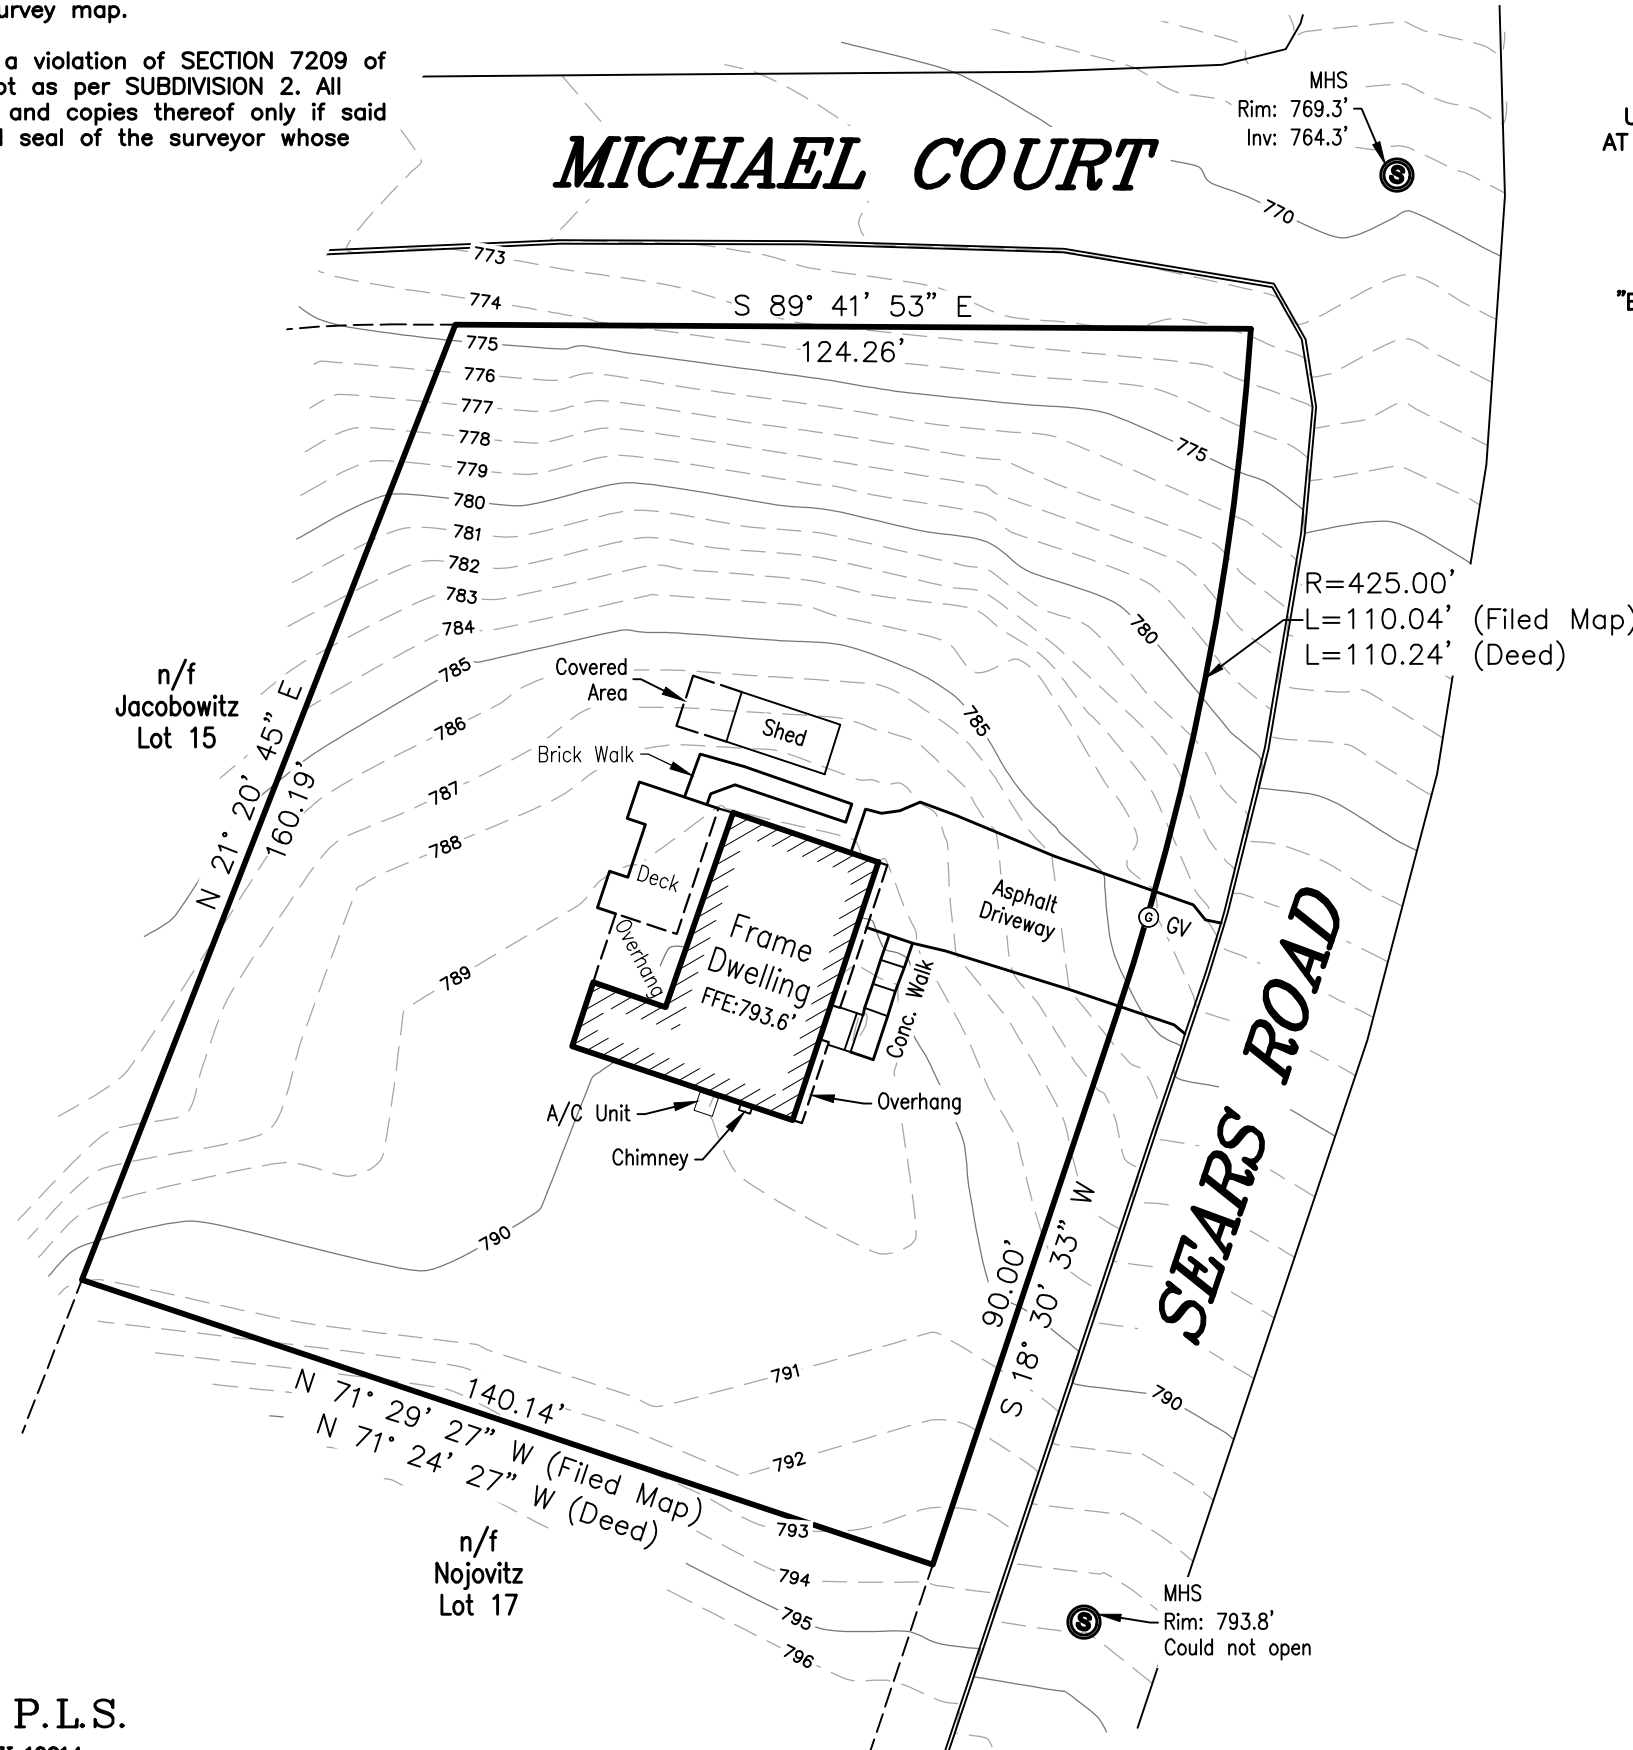 urvey map.
a violation of SECTION 7209 of
ot as per SUBDIVISION 2. All
and copies thereof only if said
seal of the surveyor whose
MICHAEL COURT
MHS
Rim: 769.3'
Inv: 764.3'
S
U
AT
"E
770
773
774
S 89° 41' 53" E
124.26'
775
776
777
778
779
780
781
782
783
784
785
786
787
788
789
790
775
780
785
R=425.00'
L=110.04' (Filed Map)
L=110.24' (Deed)
n/f
Jacobowitz
Lot 15
N 21° 20' 45" E
160.19'
Covered
Area
Shed
Brick Walk
Deck
Overhang
Frame
Dwelling
FFE:793.6'
Asphalt
Driveway
G GV
Conc. Walk
Overhang
A/C Unit
Chimney
SEARS ROAD
90.00'
S 18° 30' 33" W
790
791
792
793
794
795
796
140.14'
N 71° 29' 27" W (Filed Map)
N 71° 24' 27" W (Deed)
n/f
Nojovitz
Lot 17
S
MHS
Rim: 793.8'
Could not open
P.L.S.